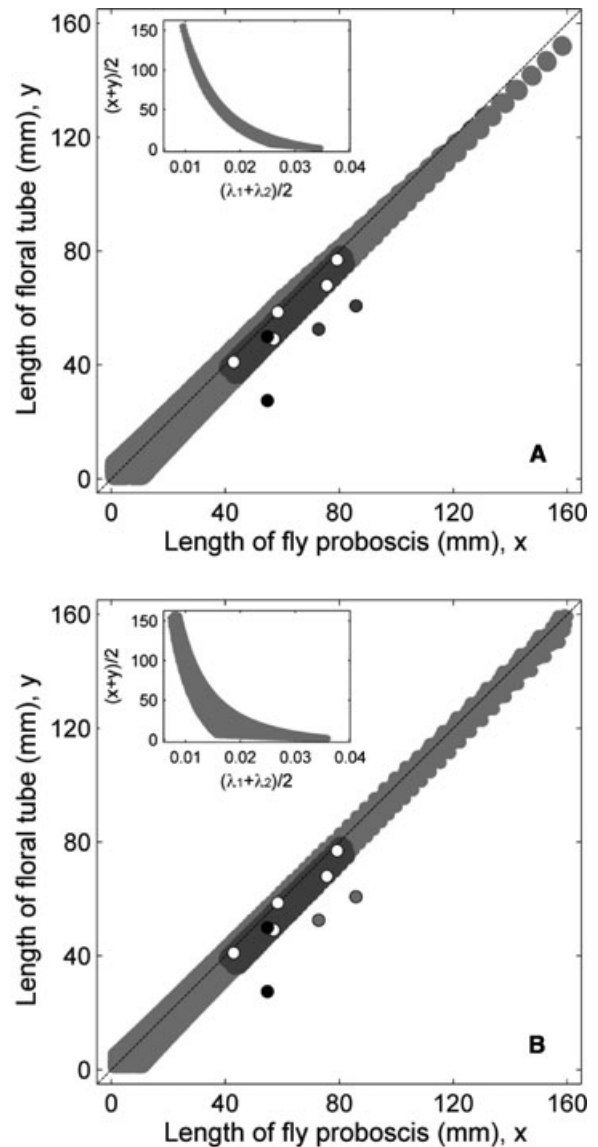 160
120
80
40
0
Length of floral tube (mm), y
150
100
50
0
(x+y)/2
0.01 0.02 0.03 0.04
(λ1+λ2)/2
A
0 40 80 120 160
Length of fly proboscis (mm), x
160
120
80
40
0
Length of floral tube (mm), y
150
100
50
0
(x+y)/2
0.01 0.02 0.03 0.04
(λ1+λ2)/2
B
0 40 80 120 160
Length of fly proboscis (mm), x